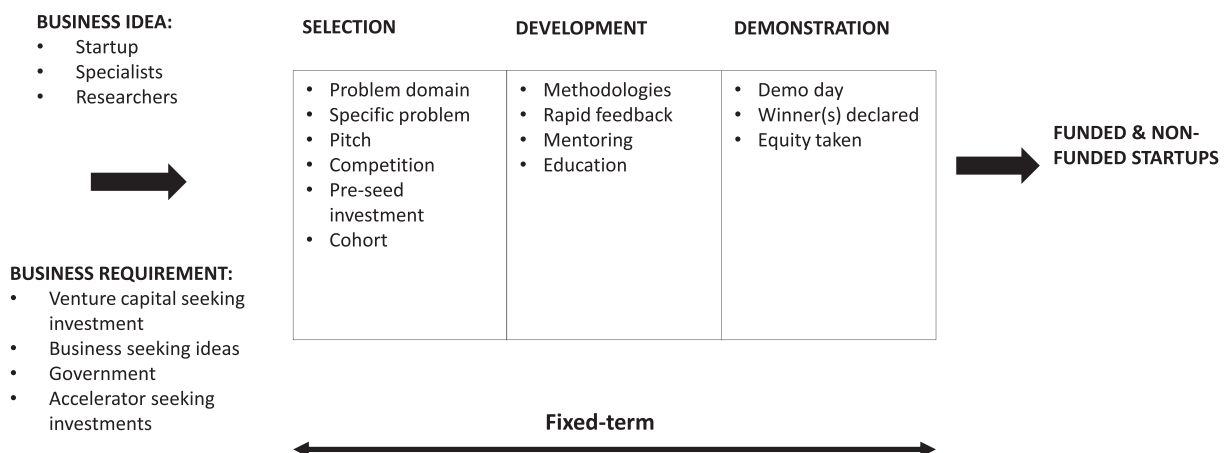 BUSINESS IDEA:
• Startup
• Specialists
• Researchers
BUSINESS REQUIREMENT:
• Venture capital seeking
investment
• Business seeking ideas
• Government
• Accelerator seeking
investments
SELECTION
• Problem domain
• Specific problem
• Pitch
• Competition
• Pre-seed
investment
• Cohort
DEVELOPMENT
• Methodologies
• Rapid feedback
• Mentoring
• Education
DEMONSTRATION
• Demo day
• Winner(s) declared
• Equity taken
Fixed-term
FUNDED & NON-
FUNDED STARTUPS